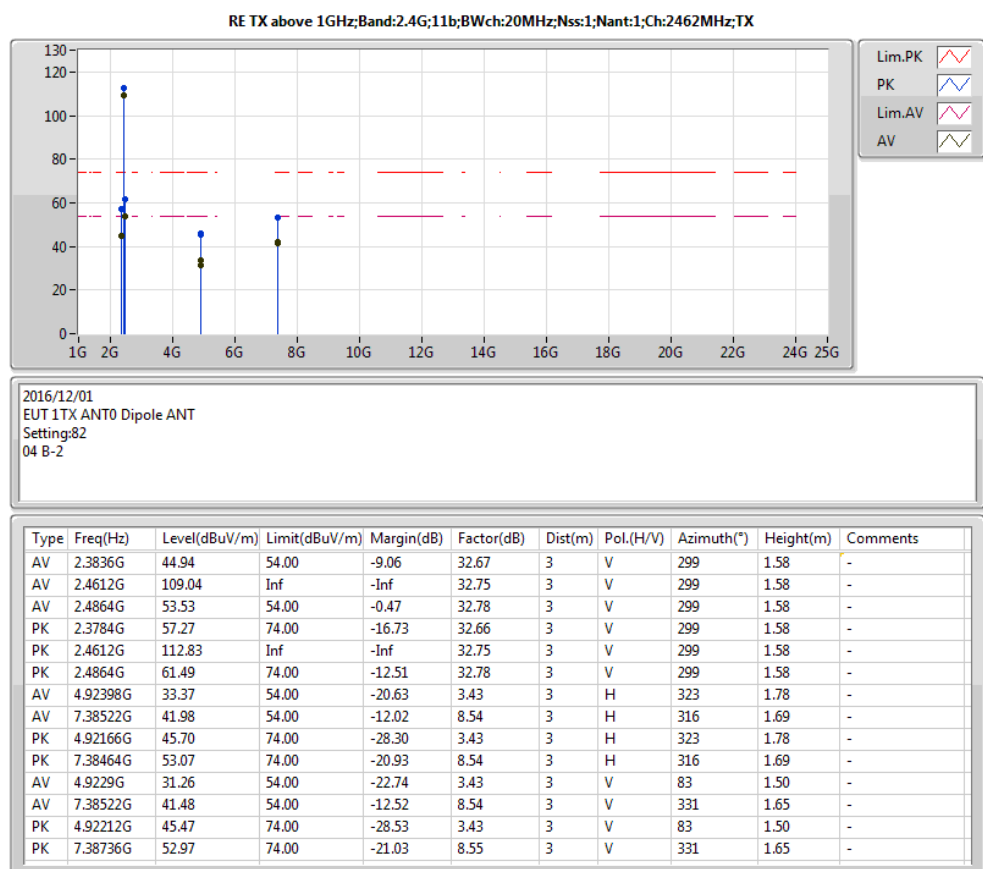 RE TX above 1GHz;Band:2.4G;11b;BWch:20MHz;Nss:1;Nant:1;Ch:2462MHz;TX
130
120
100
80
60
40
20
0
1G 2G 4G 6G 8G 10G 12G 14G 16G 18G 20G 22G 24G 25G
Lim.PK
PK
Lim.AV
AV
2016/12/01
EUT 1TX ANT0 Dipole ANT
Setting:82
04 B-2
Type Freq(Hz) Level(dBuV/m) Limit(dBuV/m) Margin(dB) Factor(dB) Dist(m) Pol.(H/V) Azimuth(°) Height(m) Comments
AV 2.3836G 44.94 54.00 -9.06 32.67 3 V 299 1.58 -
AV 2.4612G 109.04 Inf -Inf 32.75 3 V 299 1.58 -
AV 2.4864G 53.53 54.00 -0.47 32.78 3 V 299 1.58 -
PK 2.3784G 57.27 74.00 -16.73 32.66 3 V 299 1.58 -
PK 2.4612G 112.83 Inf -Inf 32.75 3 V 299 1.58 -
PK 2.4864G 61.49 74.00 -12.51 32.78 3 V 299 1.58 -
AV 4.92398G 33.37 54.00 -20.63 3.43 3 H 323 1.78 -
AV 7.38522G 41.98 54.00 -12.02 8.54 3 H 316 1.69 -
PK 4.92166G 45.70 74.00 -28.30 3.43 3 H 323 1.78 -
PK 7.38464G 53.07 74.00 -20.93 8.54 3 H 316 1.69 -
AV 4.9229G 31.26 54.00 -22.74 3.43 3 V 83 1.50 -
AV 7.38522G 41.48 54.00 -12.52 8.54 3 V 331 1.65 -
PK 4.92212G 45.47 74.00 -28.53 3.43 3 V 83 1.50 -
PK 7.38736G 52.97 74.00 -21.03 8.55 3 V 331 1.65 -